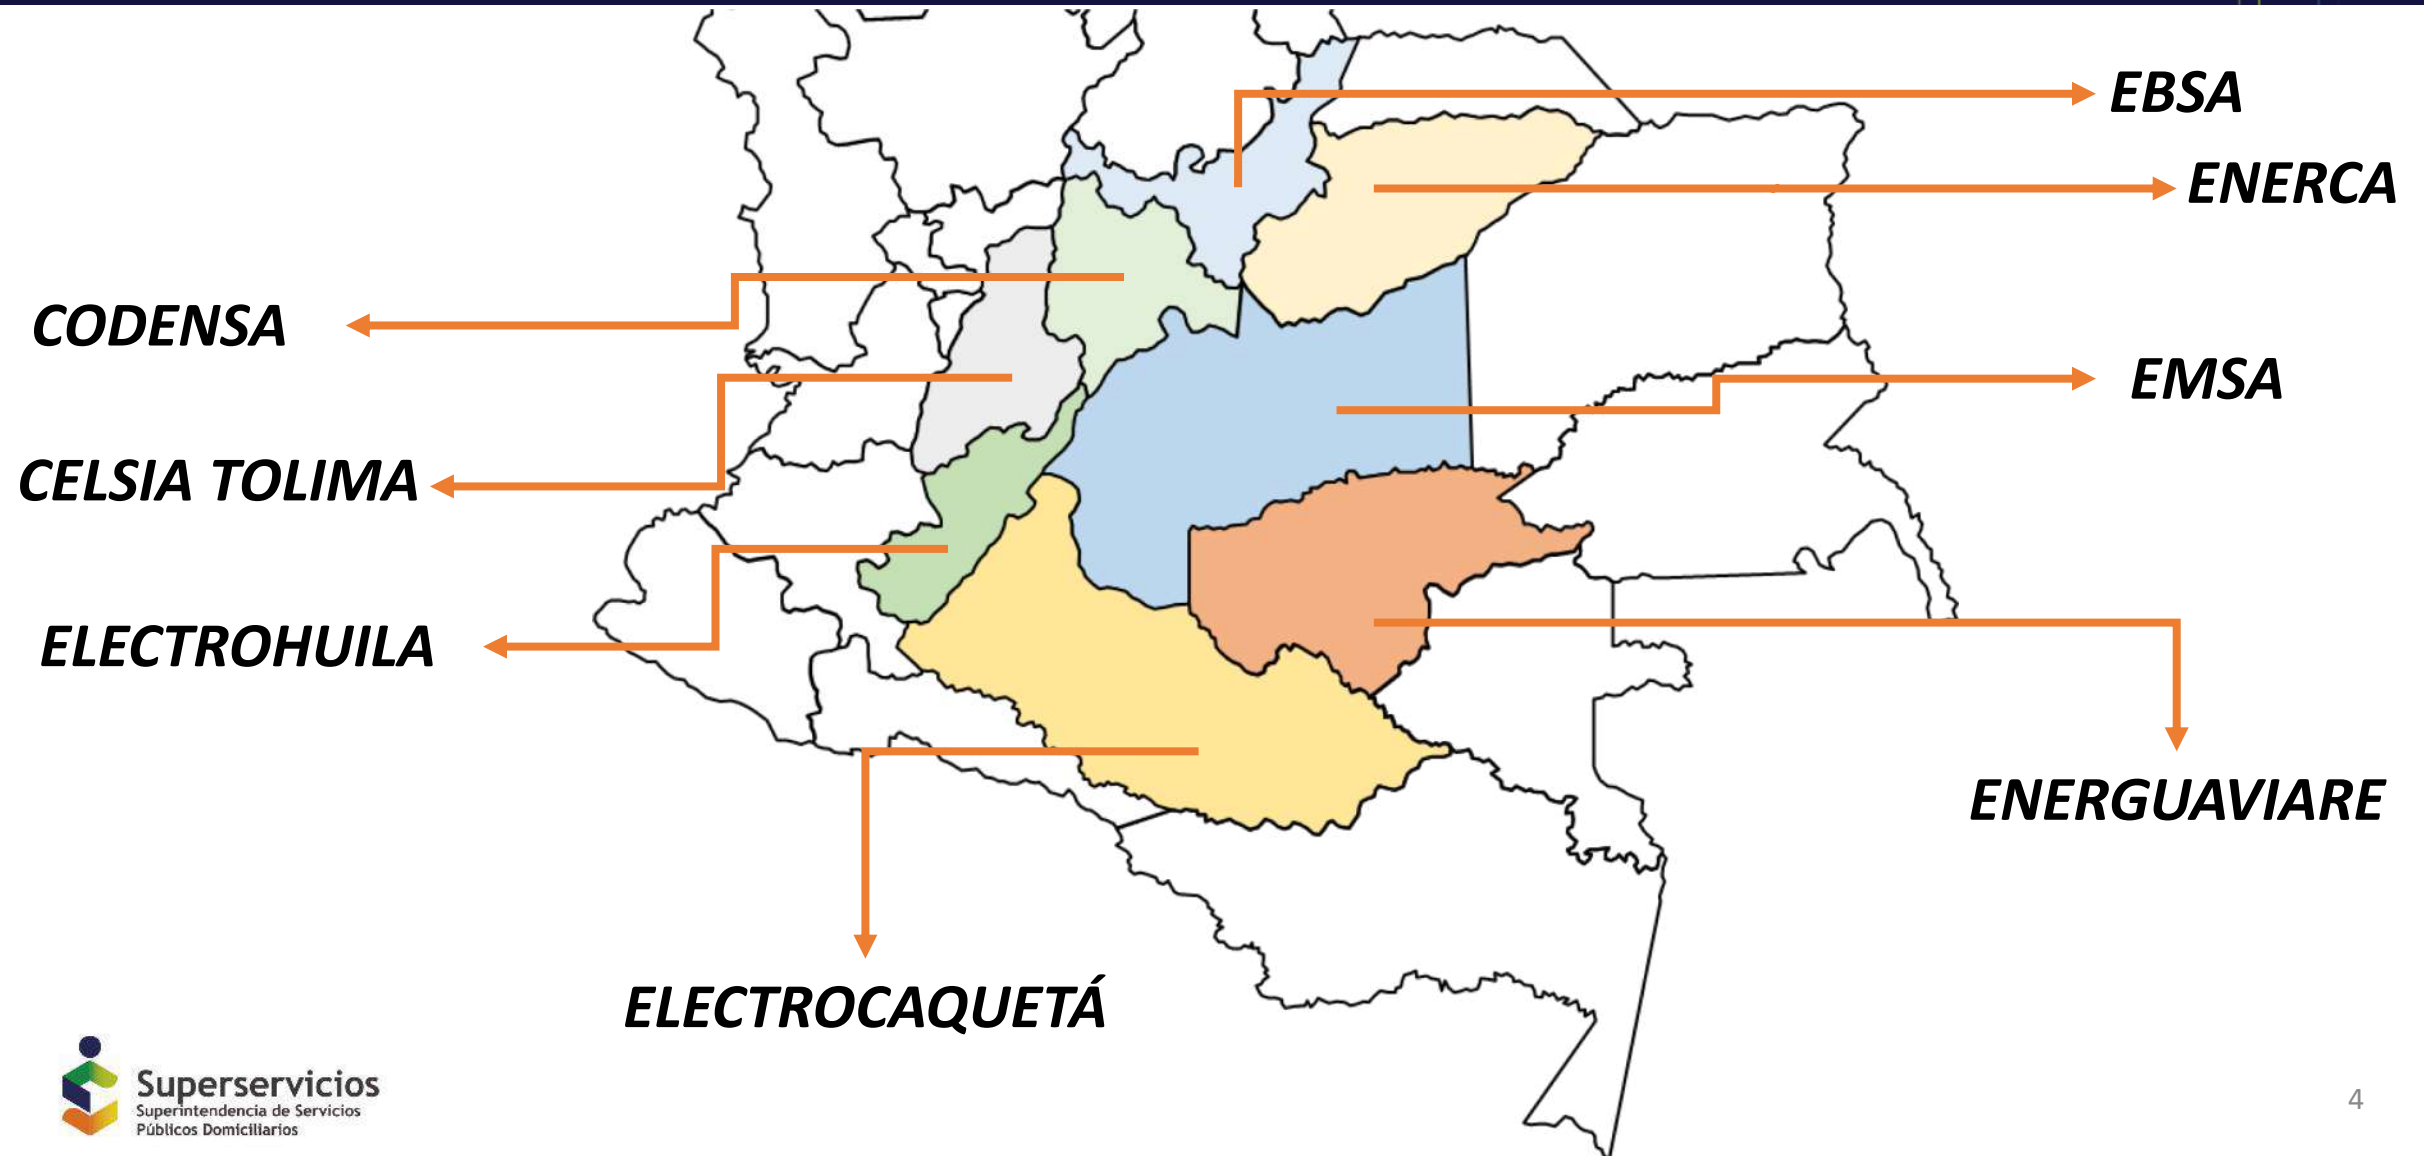 EBSA
ENERCA
CODENSA
EMSA
CELSIA TOLIMA
ELECTROHUILA
ENERGUAVIARE
ELECTROCAQUETÁ
Superservicios
Superintendencia de Servicios
Públicos Domiciliarios
4